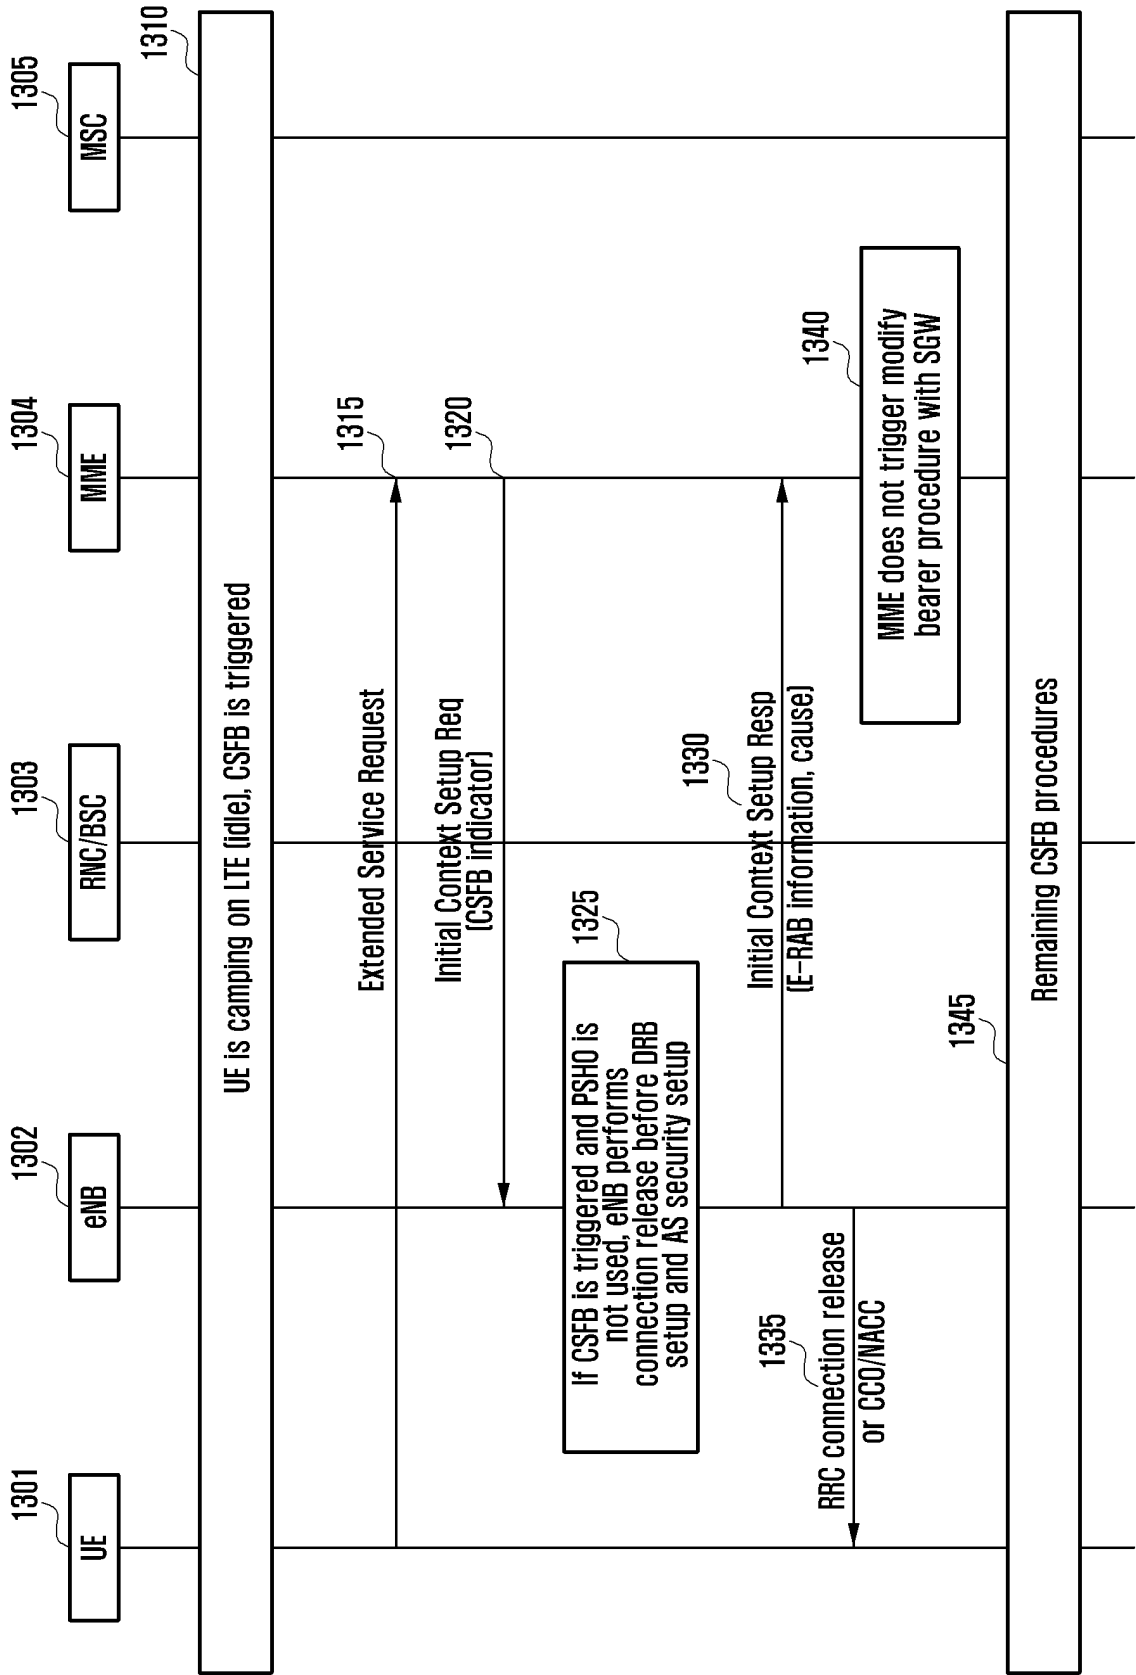 1301
1302
1303
1304
1305
UE
eNB
RNC/BSC
MME
MSC
1310
UE is camping on LTE (idle), CSFB is triggered
1315
Extended Service Request
1320
Initial Context Setup Req
(CSFB indicator)
1325
If CSFB is triggered and PSHO is
not used, eNB performs
connection release before DRB
setup and AS security setup
1330
Initial Context Setup Resp
(E-RAB information, cause)
1335
RRC connection release
or CCO/NACC
1340
MME does not trigger modify
bearer procedure with SGW
1345
Remaining CSFB procedures